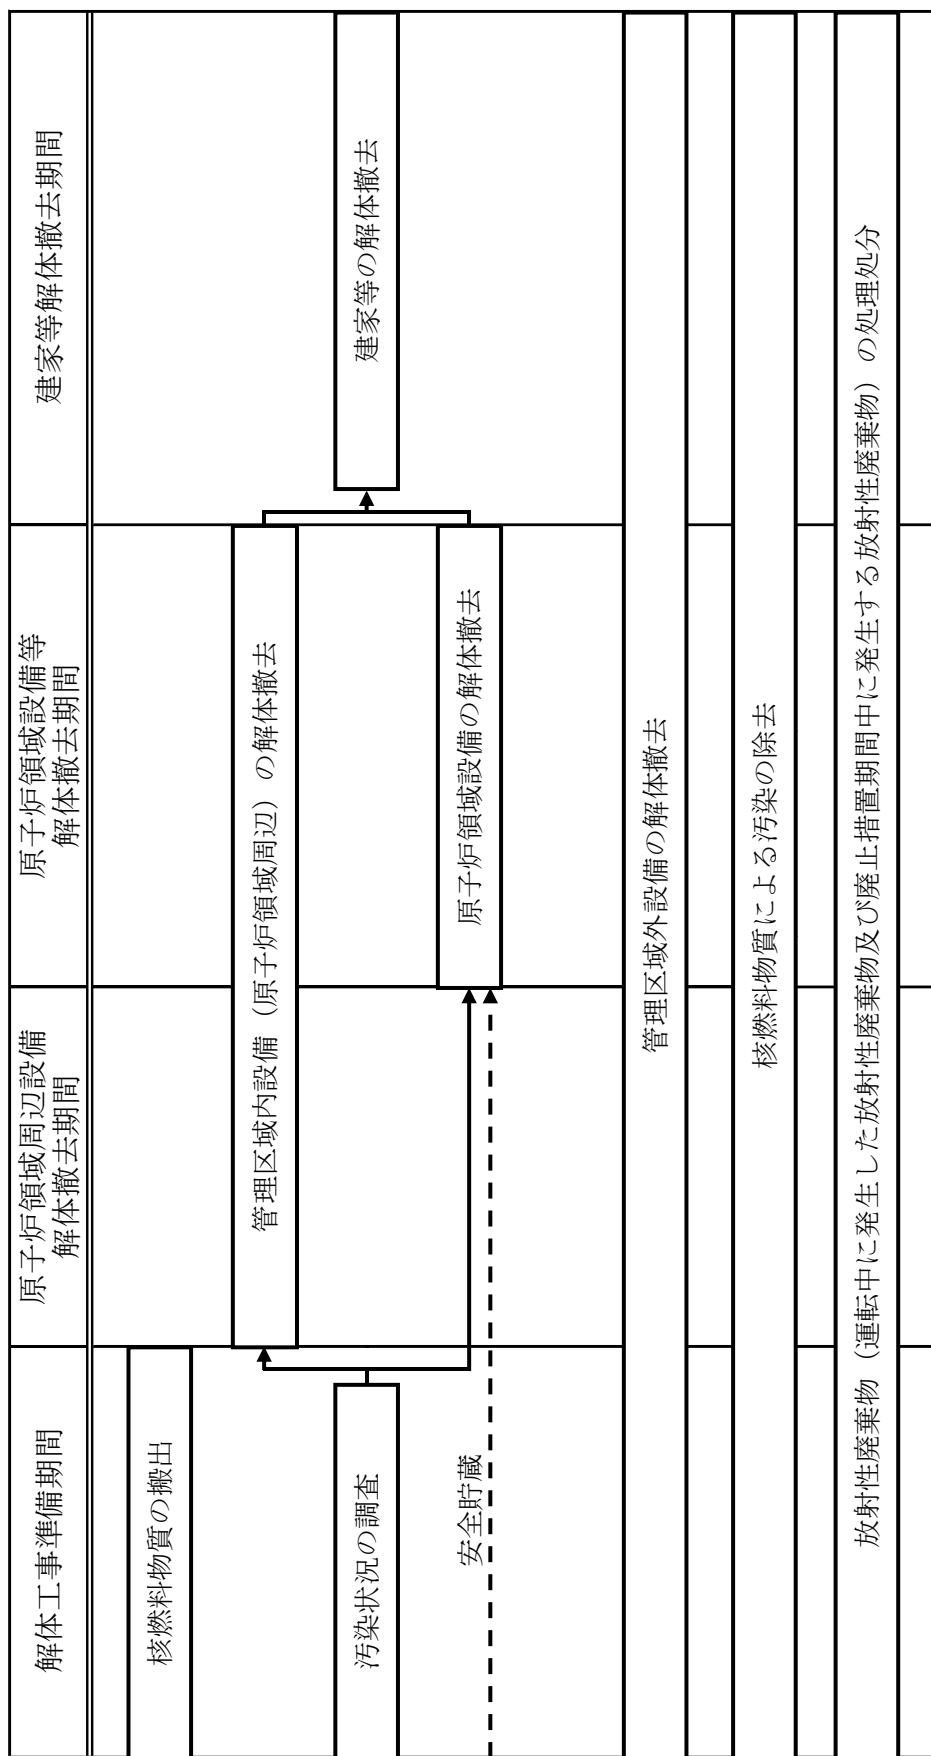 解体工事準備期間
原子炉領域周辺設備
解体撤去期間
原子炉領域設備等
解体撤去期間
建家等解体撤去期間
核燃料物質の搬出
管理区域内設備（原子炉領域周辺）の解体撤去
汚染状況の調査
建家等の解体撤去
安全貯蔵
原子炉領域設備の解体撤去
管理区域外設備の解体撤去
核燃料物質による汚染の除去
放射性廃棄物（運転中に発生した放射性廃棄物及び廃止措置期間中に発生する放射性廃棄物）の処理処分